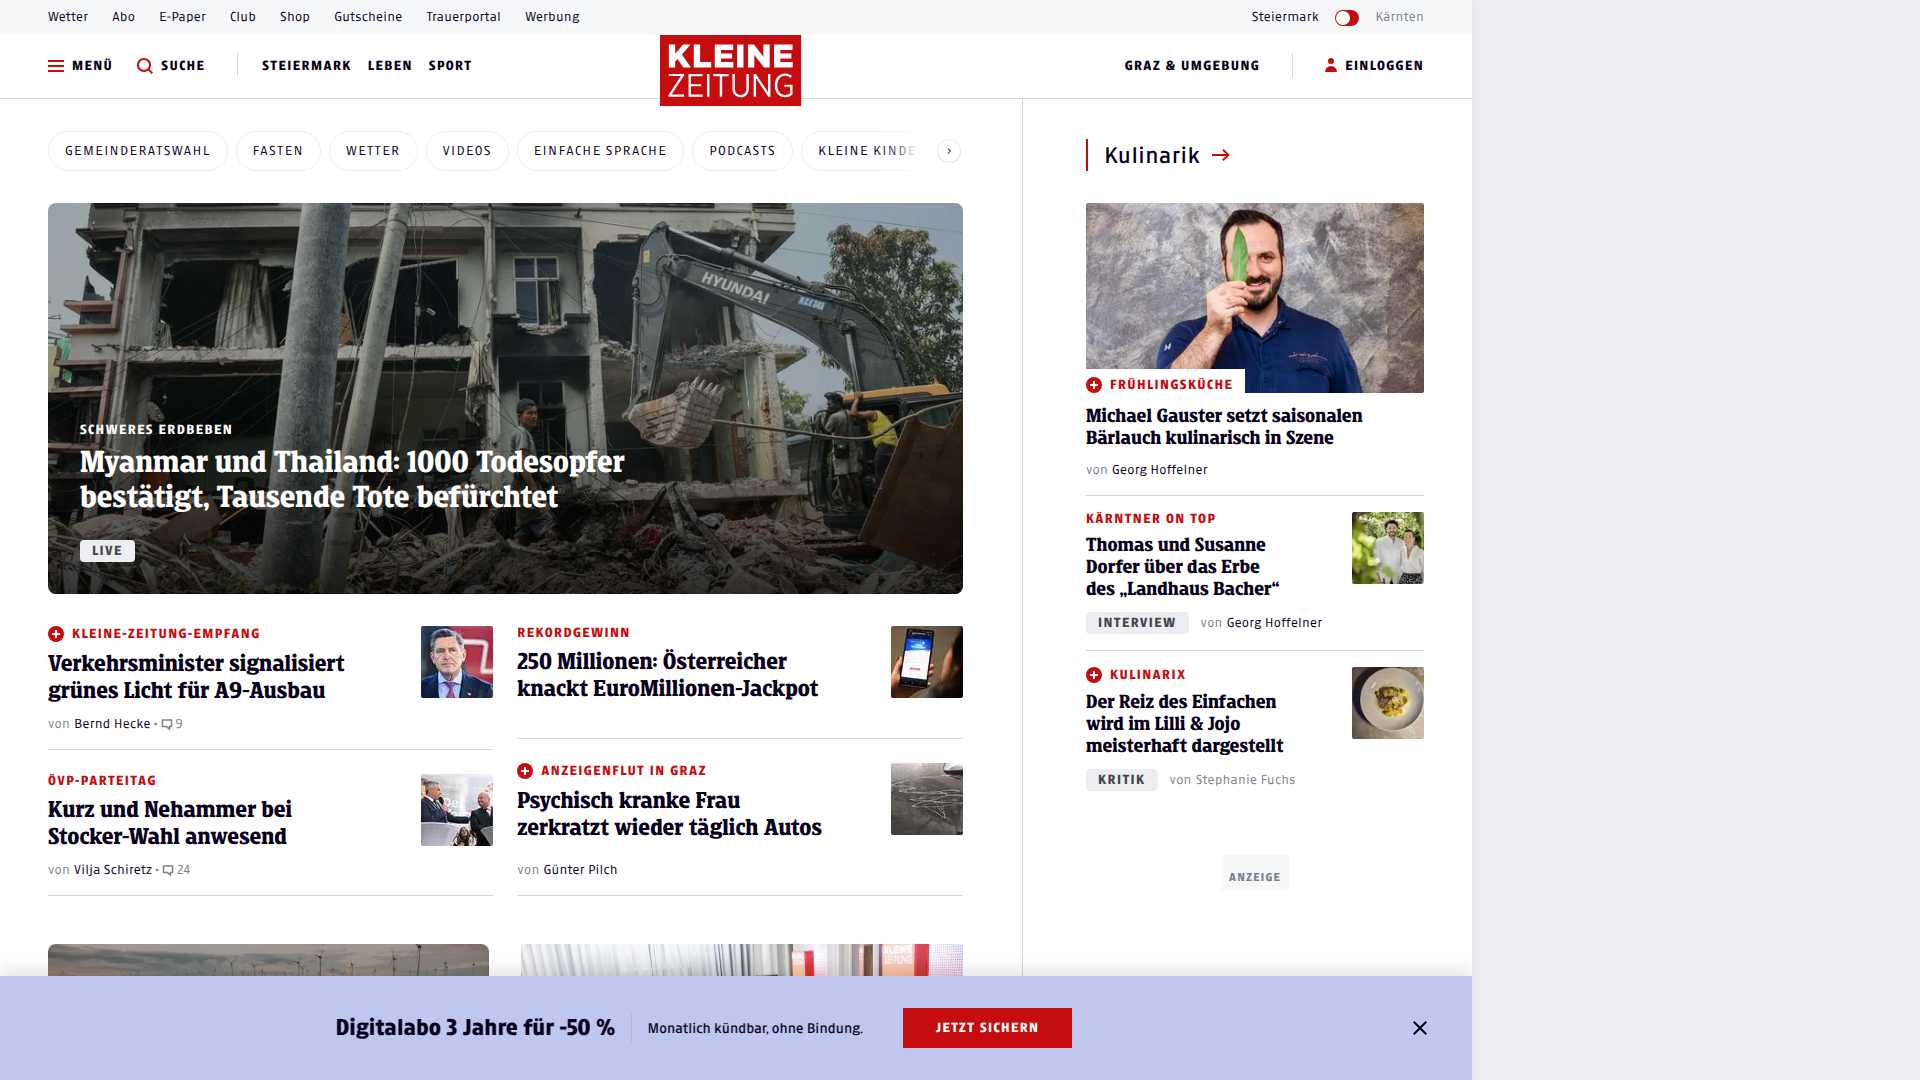 Wetter Abo E-Paper Club Shop Gutscheine Trauerportal Werbung
Steiermark Kärnten
MENÜ SUCHE STEIERMARK LEBEN SPORT
KLEINE
ZEITUNG
GRAZ & UMGEBUNG EINLOGGEN
GEMEINDERATSWAHL FASTEN WETTER VIDEOS EINFACHE SPRACHE PODCASTS KLEINE KINDE
HYUNDAI
SCHWERES ERDBEBEN
Myanmar und Thailand: 1000 Todesopfer
bestätigt, Tausende Tote befürchtet
LIVE
KLEINE-ZEITUNG-EMPFANG
Verkehrsminister signalisiert
grünes Licht für A9-Ausbau
von Bernd Hecke • 9
REKORDGEWINN
250 Millionen: Österreicher
knackt EuroMillionen-Jackpot
ÖVP-PARTEITAG
Kurz und Nehammer bei
Stocker-Wahl anwesend
von Vilja Schiretz • 24
ANZEIGENFLUT IN GRAZ
Psychisch kranke Frau
zerkratzt wieder täglich Autos
von Günter Pilch
KLEINE
ZEITUNG
Kulinarik
FRÜHLINGSKÜCHE
Michael Gauster setzt saisonalen
Bärlauch kulinarisch in Szene
von Georg Hoffelner
KÄRNTNER ON TOP
Thomas und Susanne
Dorfer über das Erbe
des „Landhaus Bacher“
INTERVIEW von Georg Hoffelner
KULINARIX
Der Reiz des Einfachen
wird im Lilli & Jojo
meisterhaft dargestellt
KRITIK von Stephanie Fuchs
ANZEIGE
Digitalabo 3 Jahre für -50 %
Monatlich kündbar, ohne Bindung.
JETZT SICHERN